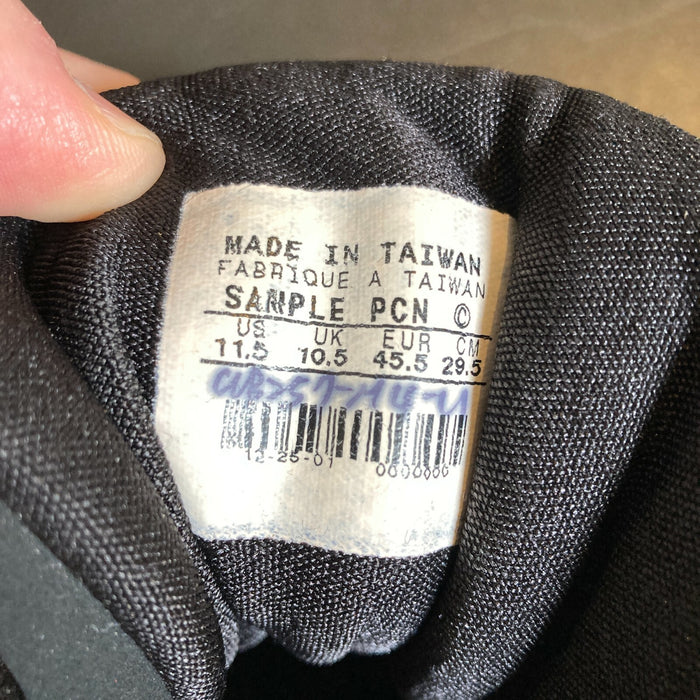 MADE IN TAIWAN
FABRIQUE A TAIWAN
SAMPLE PCN ©
US UK EUR CM
11.5 10.5 45.5 29.5
12-25-01 0000000